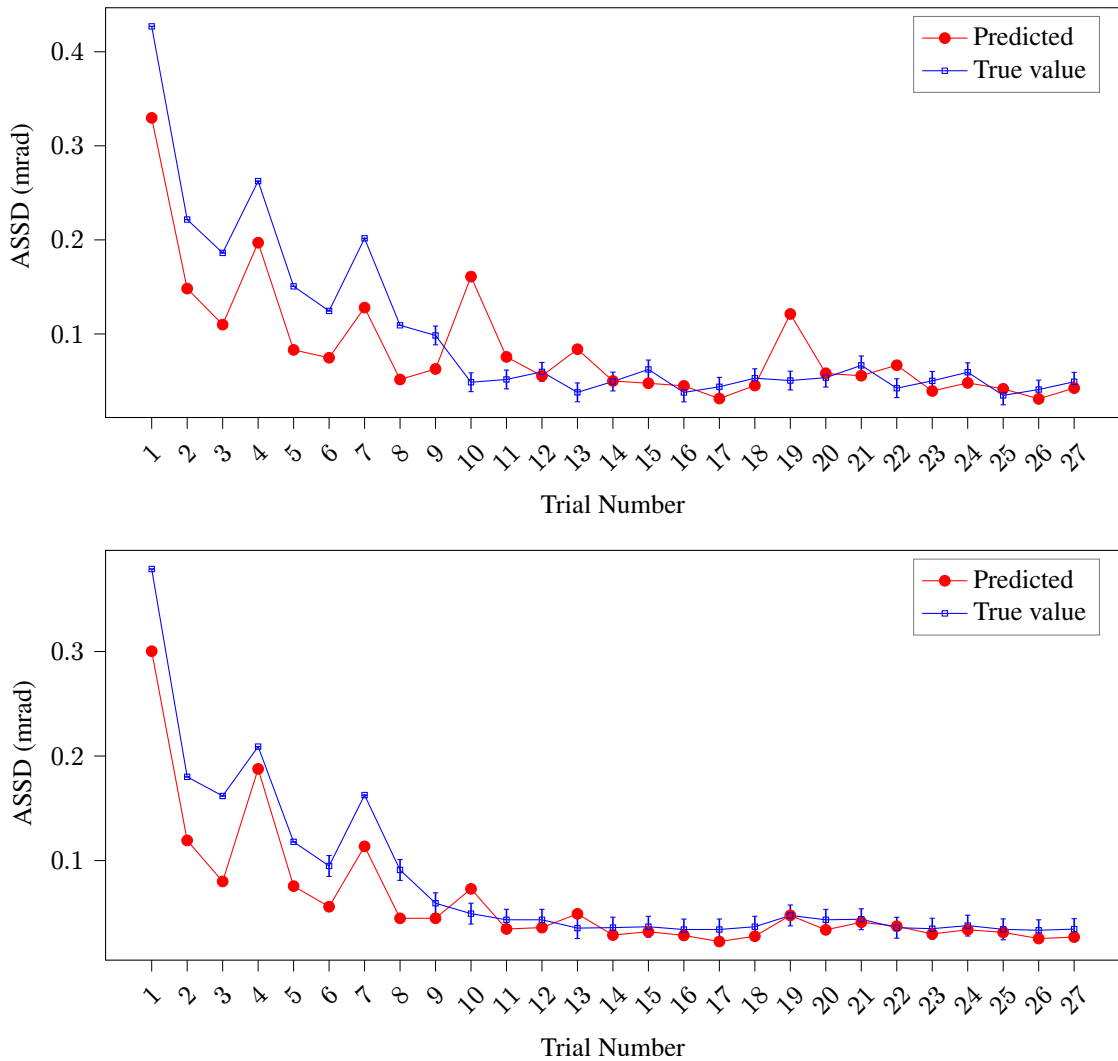 0.4
0.3
0.2
0.1
ASSD (mrad)
Predicted
True value
1 2 3 4 5 6 7 8 9 10 11 12 13 14 15 16 17 18 19 20 21 22 23 24 25 26 27
Trial Number
0.3
0.2
0.1
ASSD (mrad)
Predicted
True value
1 2 3 4 5 6 7 8 9 10 11 12 13 14 15 16 17 18 19 20 21 22 23 24 25 26 27
Trial Number